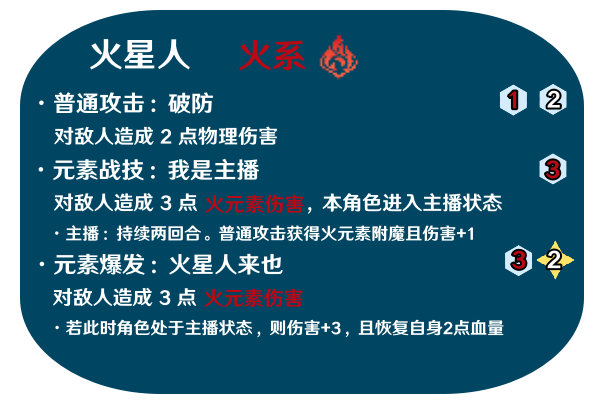 火星人 火系
· 普通攻击：破防 1 2
对敌人造成 2 点物理伤害
· 元素战技：我是主播 3
对敌人造成 3 点 火元素伤害，本角色进入主播状态
· 主播：持续两回合。普通攻击获得火元素附魔且伤害+1
· 元素爆发：火星人来也 3 2
对敌人造成 3 点 火元素伤害
· 若此时角色处于主播状态，则伤害+3，且恢复自身2点血量